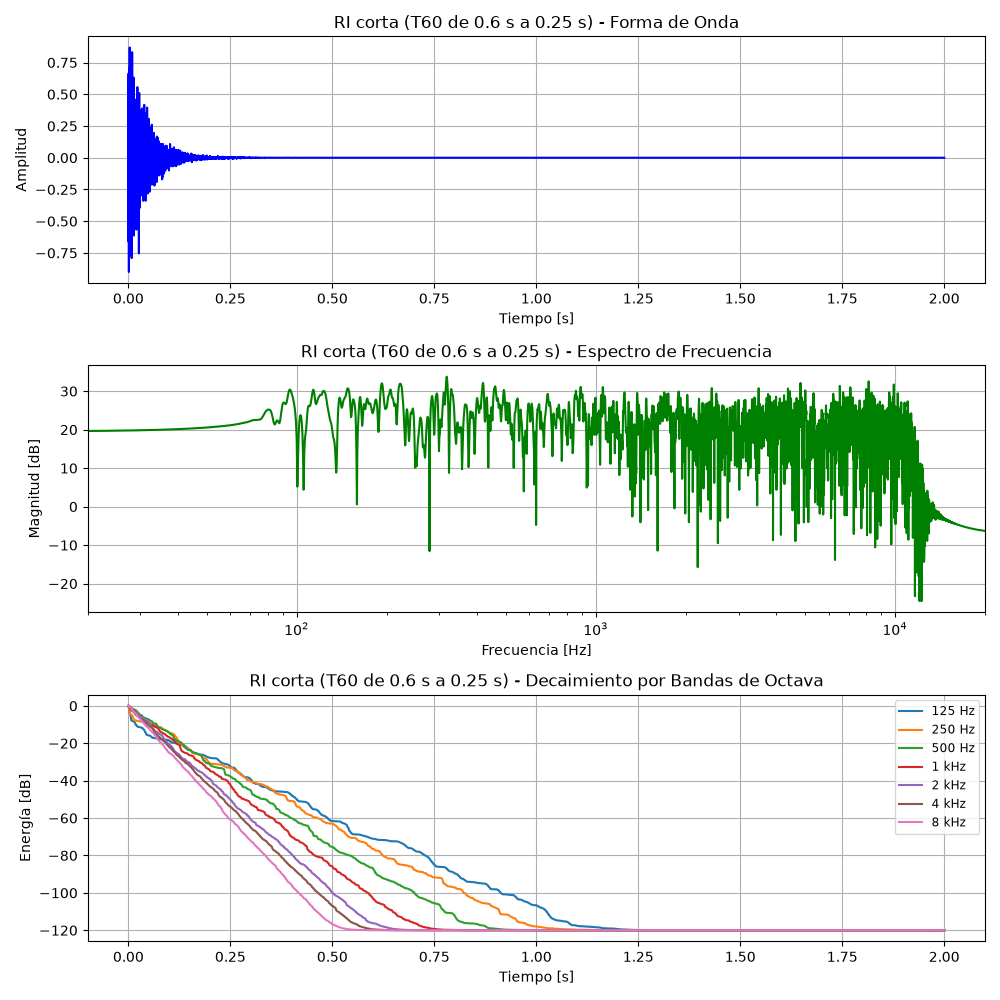 RI corta (T60 de 0.6 s a 0.25 s) - Forma de Onda
0.75
0.50
0.25
0.00
−0.25
−0.50
−0.75
Amplitud
0.00 0.25 0.50 0.75 1.00 1.25 1.50 1.75 2.00
Tiempo [s]
RI corta (T60 de 0.6 s a 0.25 s) - Espectro de Frecuencia
30
20
10
0
−10
−20
Magnitud [dB]
10² 10³ 10⁴
Frecuencia [Hz]
RI corta (T60 de 0.6 s a 0.25 s) - Decaimiento por Bandas de Octava
0
−20
−40
−60
−80
−100
−120
Energía [dB]
125 Hz
250 Hz
500 Hz
1 kHz
2 kHz
4 kHz
8 kHz
0.00 0.25 0.50 0.75 1.00 1.25 1.50 1.75 2.00
Tiempo [s]